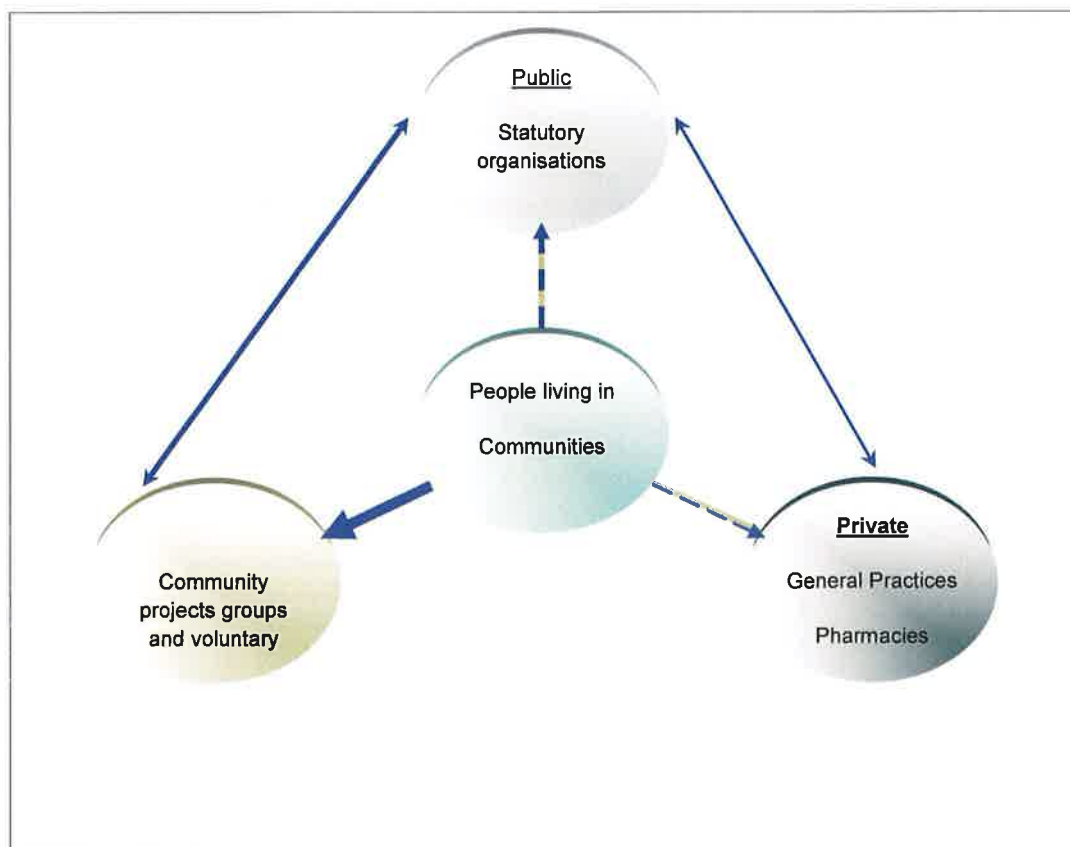 Public
Statutory
organisations
People living in
Communities
Community
projects groups
and voluntary
Private
General Practices
Pharmacies